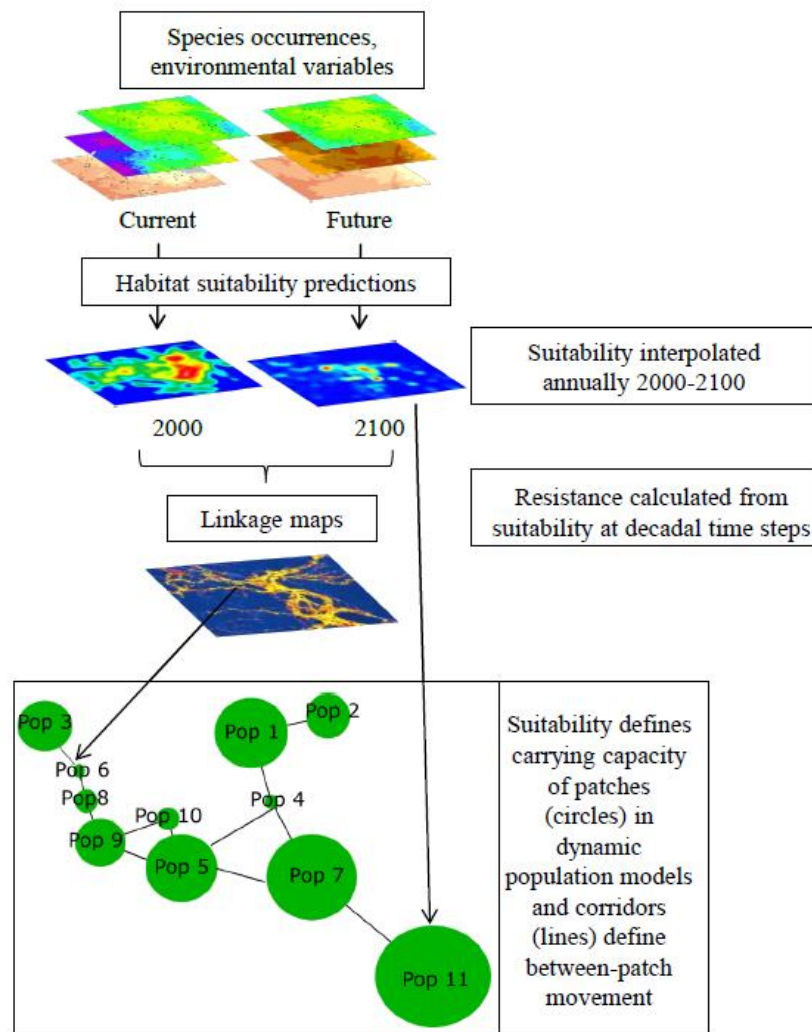 Species occurrences,
environmental variables
Current
Future
Habitat suitability predictions
Suitability interpolated
annually 2000-2100
2000
2100
Linkage maps
Resistance calculated from
suitability at decadal time steps
Pop 3
Pop 1
Pop 2
Pop 6
Pop8
Pop 10
Pop 4
Pop 9
Pop 5
Pop 7
Pop 11
Suitability defines
carrying capacity
of patches
(circles) in
dynamic
population models
and corridors
(lines) define
between-patch
movement